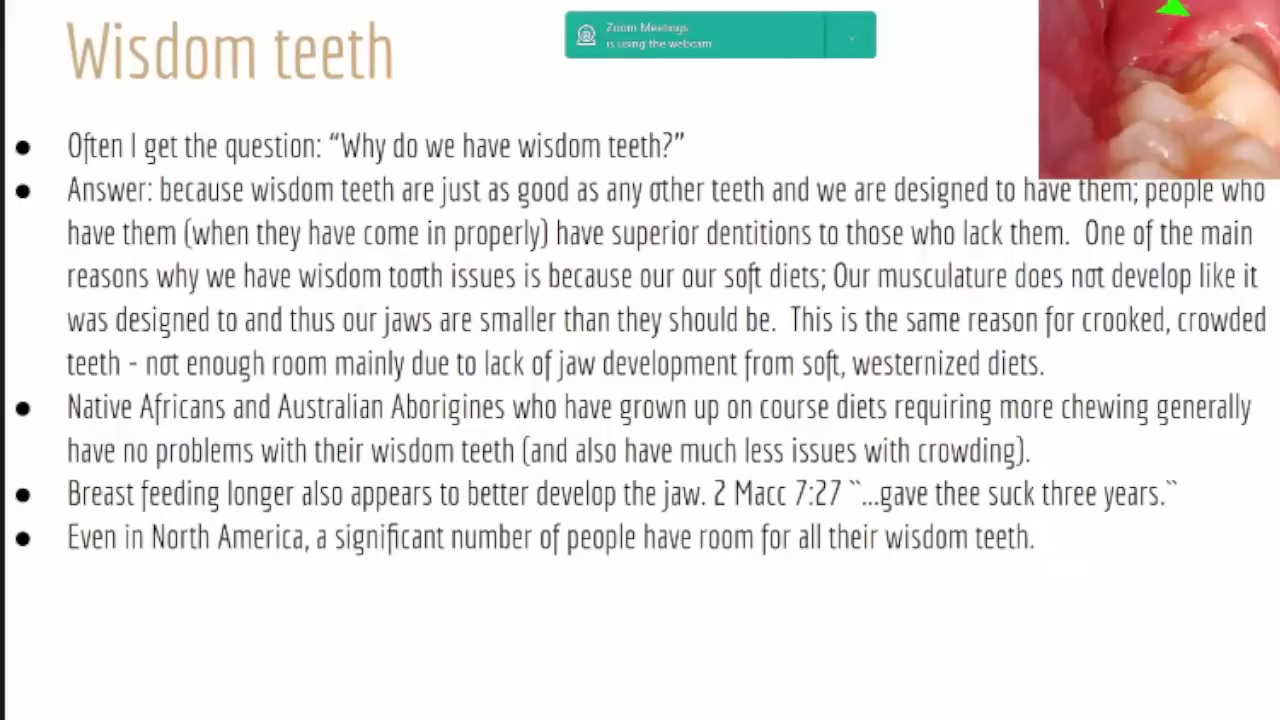 Wisdom teeth
Zoom Meetings
is using the webcam
● Often I get the question: “Why do we have wisdom teeth?”
● Answer: because wisdom teeth are just as good as any other teeth and we are designed to have them; people who
have them (when they have come in properly) have superior dentitions to those who lack them. One of the main
reasons why we have wisdom tooth issues is because our our soft diets; Our musculature does not develop like it
was designed to and thus our jaws are smaller than they should be. This is the same reason for crooked, crowded
teeth - not enough room mainly due to lack of jaw development from soft, westernized diets.
● Native Africans and Australian Aborigines who have grown up on course diets requiring more chewing generally
have no problems with their wisdom teeth (and also have much less issues with crowding).
● Breast feeding longer also appears to better develop the jaw. 2 Macc 7:27 ``...gave thee suck three years.``
● Even in North America, a significant number of people have room for all their wisdom teeth.